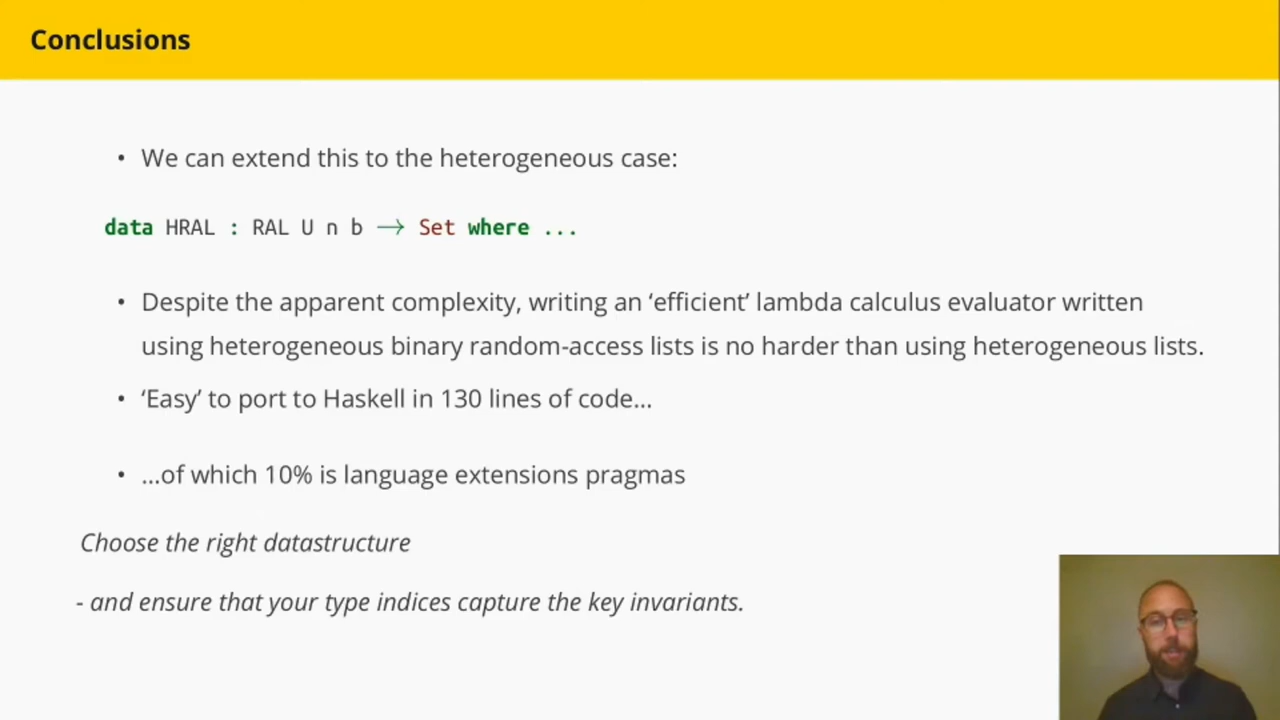 Conclusions
• We can extend this to the heterogeneous case:
data HRAL : RAL U n b → Set where ...
• Despite the apparent complexity, writing an ‘efficient’ lambda calculus evaluator written
using heterogeneous binary random-access lists is no harder than using heterogeneous lists.
• ‘Easy’ to port to Haskell in 130 lines of code...
• ...of which 10% is language extensions pragmas
Choose the right datastructure
- and ensure that your type indices capture the key invariants.